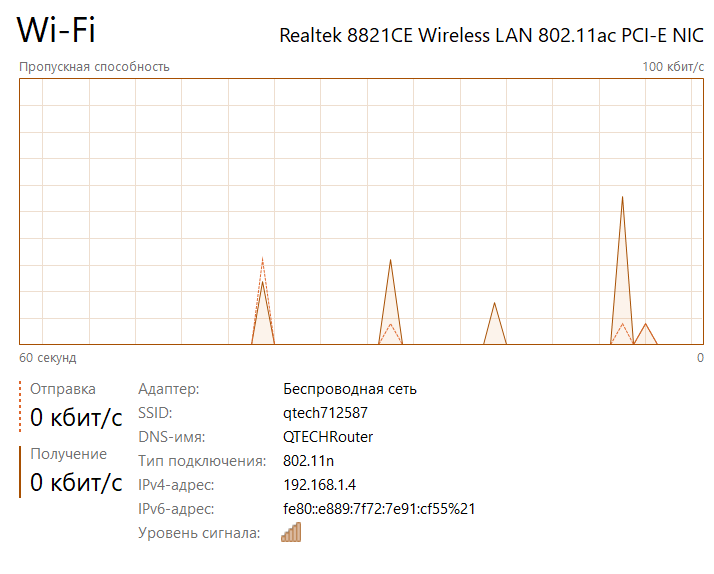 Wi-Fi
Realtek 8821CE Wireless LAN 802.11ac PCI-E NIC
Пропускная способность
100 кбит/с
60 секунд
0
Отправка
0 кбит/с
Получение
0 кбит/с
Адаптер: Беспроводная сеть
SSID: qtech712587
DNS-имя: QTECHRouter
Тип подключения: 802.11n
IPv4-адрес: 192.168.1.4
IPv6-адрес: fe80::e889:7f72:7e91:cf55%21
Уровень сигнала: